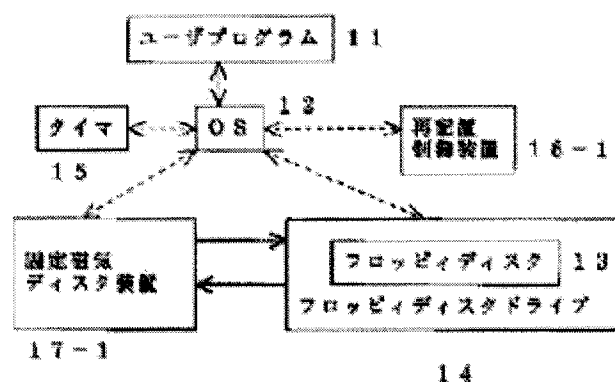 ユーザプログラム 11
タイマ
OS
12
再配置
制御装置
15
16-1
固定磁気
ディスク装置
フロッピィディスク 13
フロッピィディスクドライブ
17-1
14